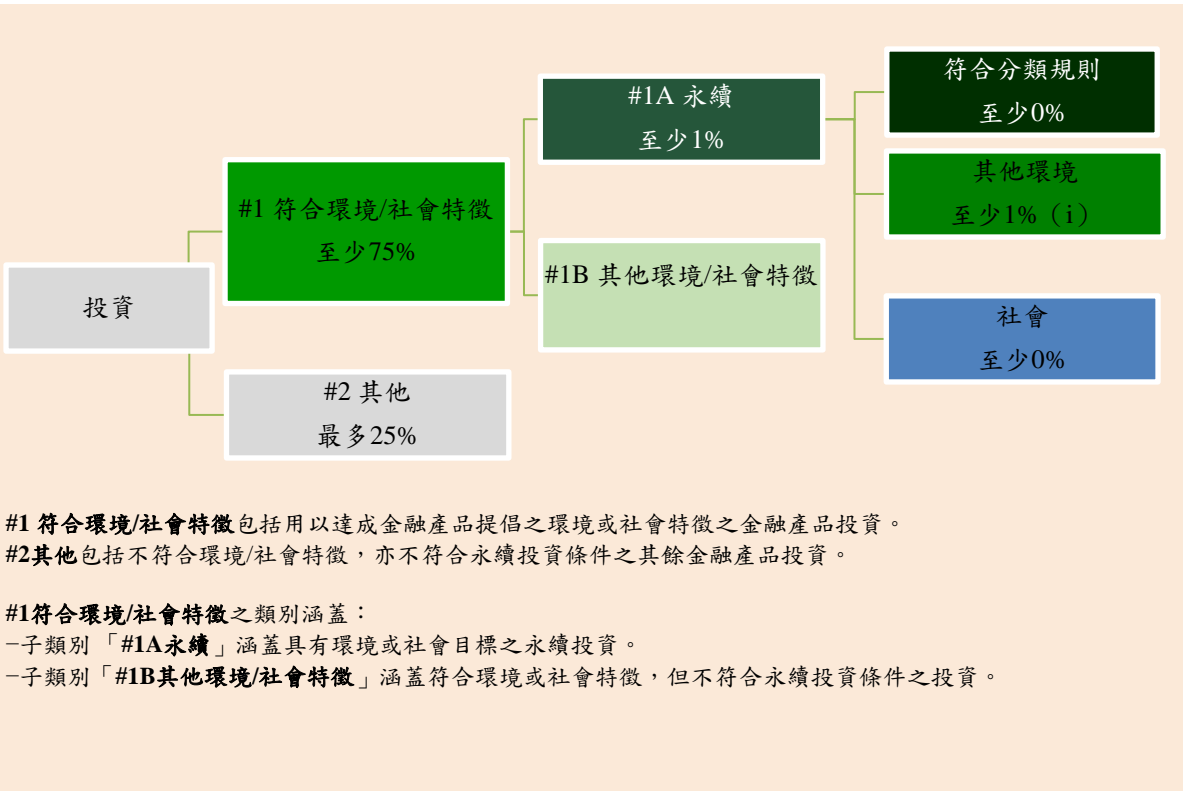 投資
#1 符合環境/社會特徵
至少75%
#2 其他
最多25%
#1A 永續
至少1%
#1B 其他環境/社會特徵
符合分類規則
至少0%
其他環境
至少1%（i）
社會
至少0%
#1 符合環境/社會特徵包括用以達成金融產品提倡之環境或社會特徵之金融產品投資。
#2其他包括不符合環境/社會特徵，亦不符合永續投資條件之其餘金融產品投資。
#1符合環境/社會特徵之類別涵蓋：
−子類別「#1A永續」涵蓋具有環境或社會目標之永續投資。
−子類別「#1B其他環境/社會特徵」涵蓋符合環境或社會特徵，但不符合永續投資條件之投資。